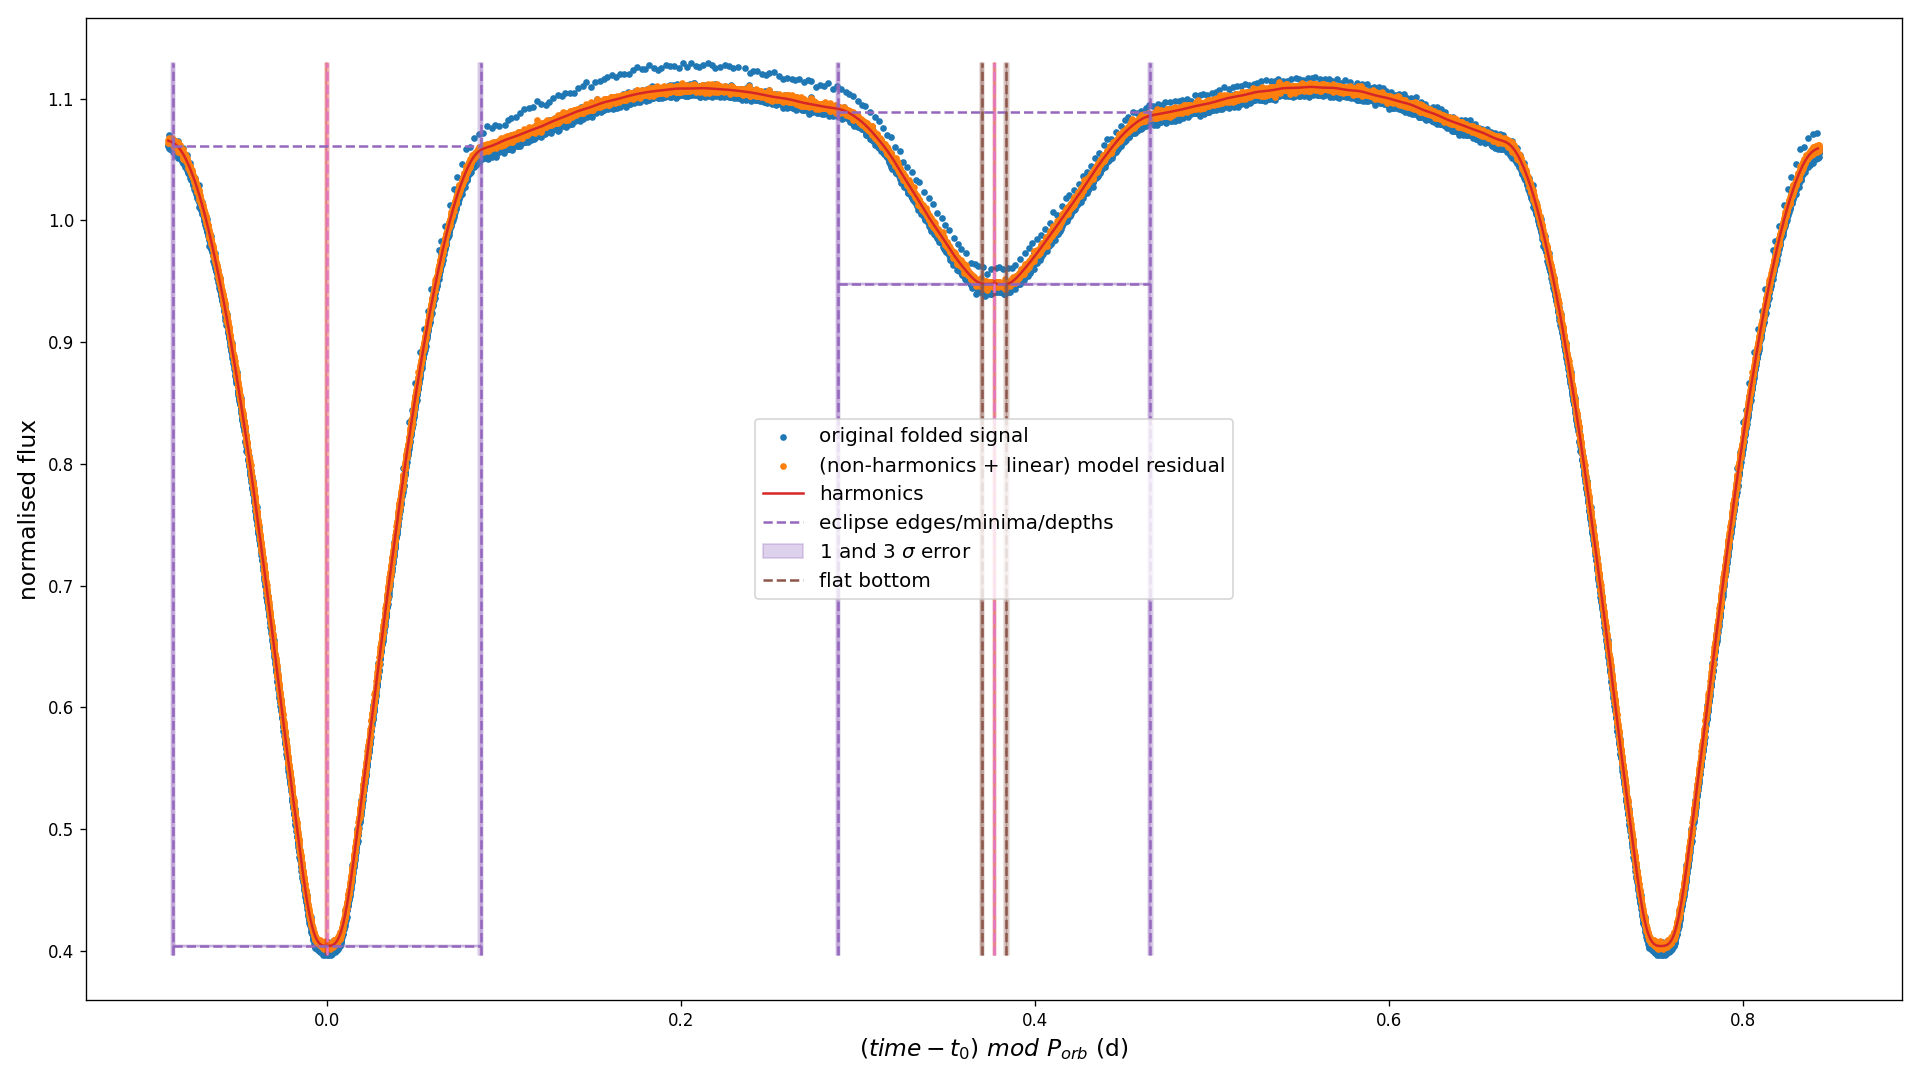 normalised flux
1.1
1.0
0.9
0.8
0.7
0.6
0.5
0.4
original folded signal
(non-harmonics + linear) model residual
harmonics
eclipse edges/minima/depths
1 and 3 σ error
flat bottom
0.0 0.2 0.4 0.6 0.8
(time − t₀) mod Pₒᵣb (d)